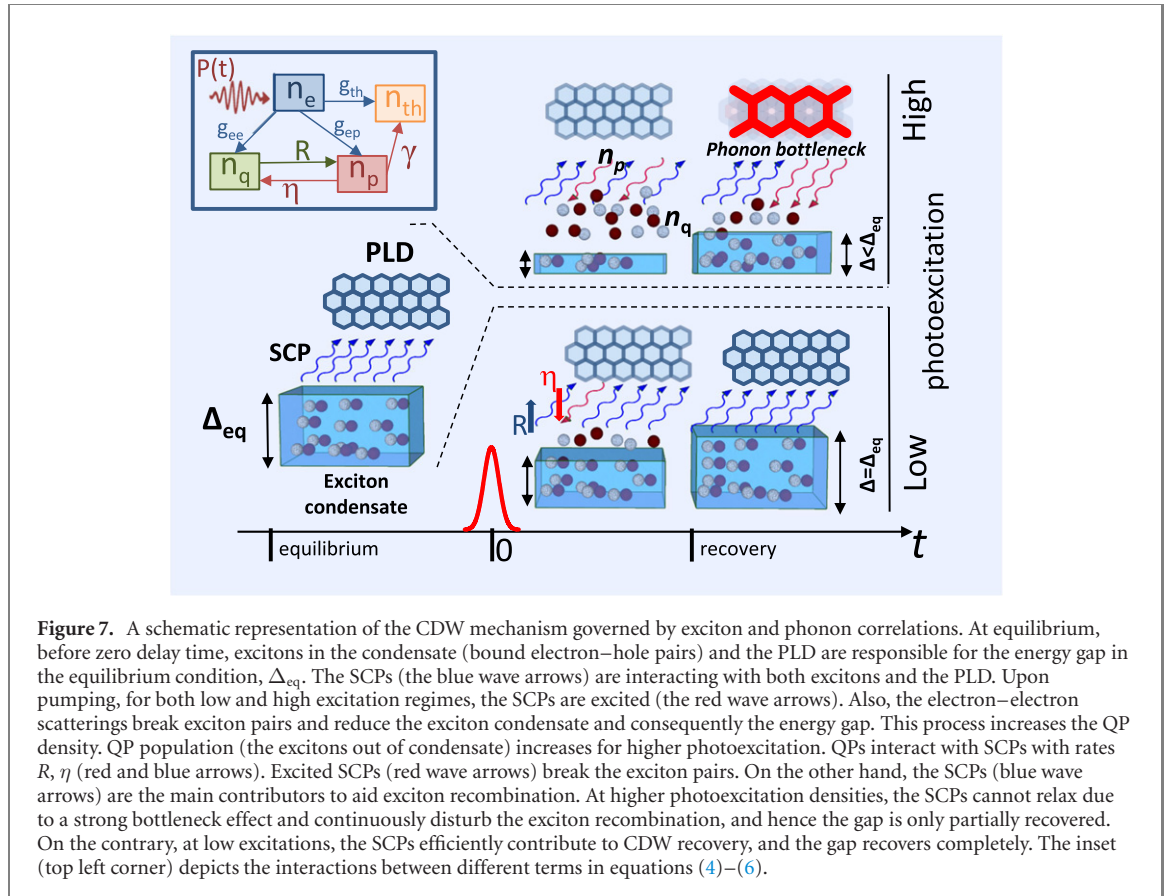 P(t)
n_e
g_th
n_th
g_ee
g_ep
R
γ
n_q
n_p
η
High
Phonon bottleneck
n_p
n_q
Δ<Δ_eq
photoexcitation
PLD
SCP
Δ_eq
Exciton
condensate
η
R
Δ=Δ_eq
Low
equilibrium
0
recovery
t
Figure 7. A schematic representation of the CDW mechanism governed by exciton and phonon correlations. At equilibrium,
before zero delay time, excitons in the condensate (bound electron–hole pairs) and the PLD are responsible for the energy gap in
the equilibrium condition, Δ_eq. The SCPs (the blue wave arrows) are interacting with both excitons and the PLD. Upon
pumping, for both low and high excitation regimes, the SCPs are excited (the red wave arrows). Also, the electron–electron
scatterings break exciton pairs and reduce the exciton condensate and consequently the energy gap. This process increases the QP
density. QP population (the excitons out of condensate) increases for higher photoexcitation. QPs interact with SCPs with rates
R, η (red and blue arrows). Excited SCPs (red wave arrows) break the exciton pairs. On the other hand, the SCPs (blue wave
arrows) are the main contributors to aid exciton recombination. At higher photoexcitation densities, the SCPs cannot relax due
to a strong bottleneck effect and continuously disturb the exciton recombination, and hence the gap is only partially recovered.
On the contrary, at low excitations, the SCPs efficiently contribute to CDW recovery, and the gap recovers completely. The inset
(top left corner) depicts the interactions between different terms in equations (4)–(6).